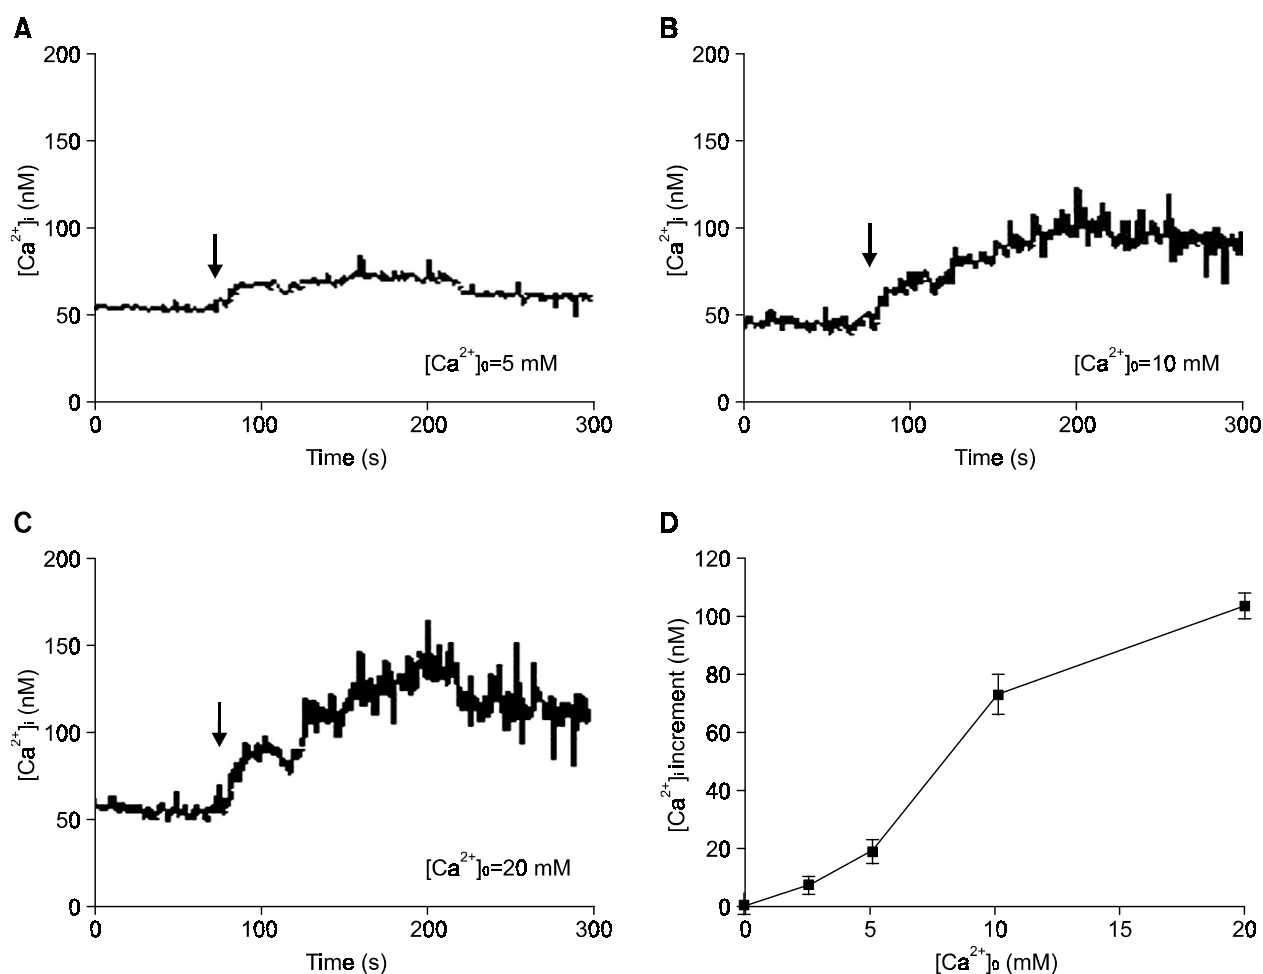 A
200
150
100
50
0
[Ca2+]i (nM)
[Ca2+]0=5 mM
0 100 200 300
Time (s)
B
200
150
100
50
0
[Ca2+]i (nM)
[Ca2+]0=10 mM
0 100 200 300
Time (s)
C
200
150
100
50
0
[Ca2+]i (nM)
[Ca2+]0=20 mM
0 100 200 300
Time (s)
D
120
100
80
60
40
20
0
[Ca2+]i increment (nM)
0 5 10 15 20
[Ca2+]0 (mM)